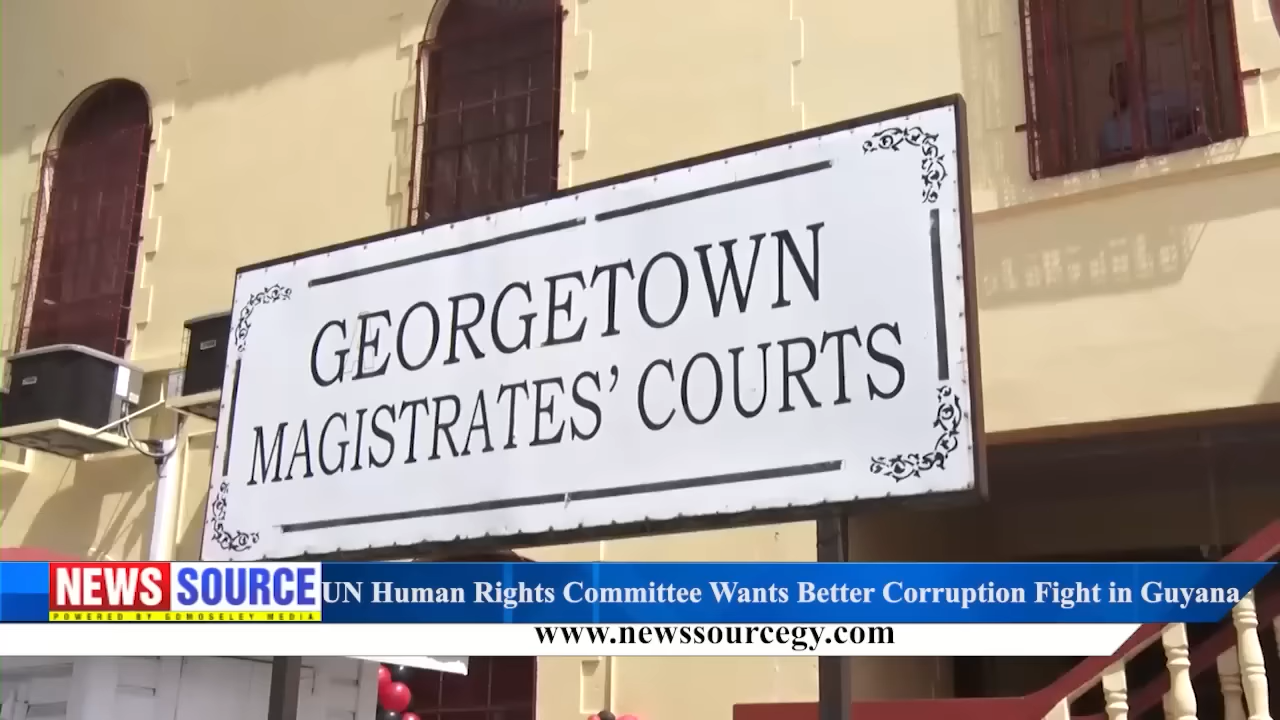 GEORGETOWN
MAGISTRATES' COURTS
NEWS SOURCE
POWERED BY GDMOSELEY MEDIA
UN Human Rights Committee Wants Better Corruption Fight in Guyana
www.newssourcegy.com